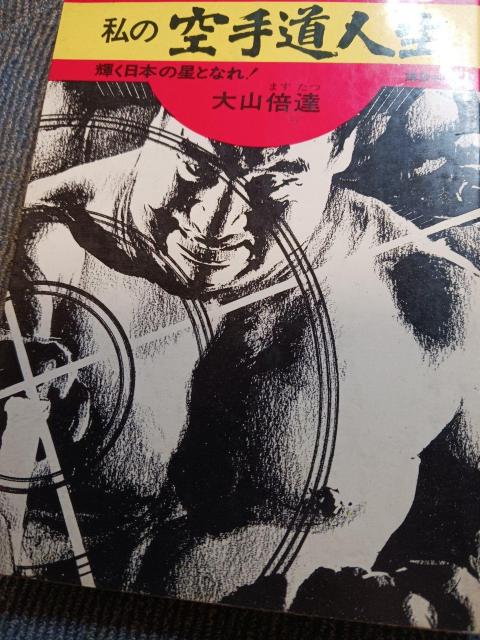 私の 空手道人生
輝く日本の星となれ!
ます たつ
大山倍達